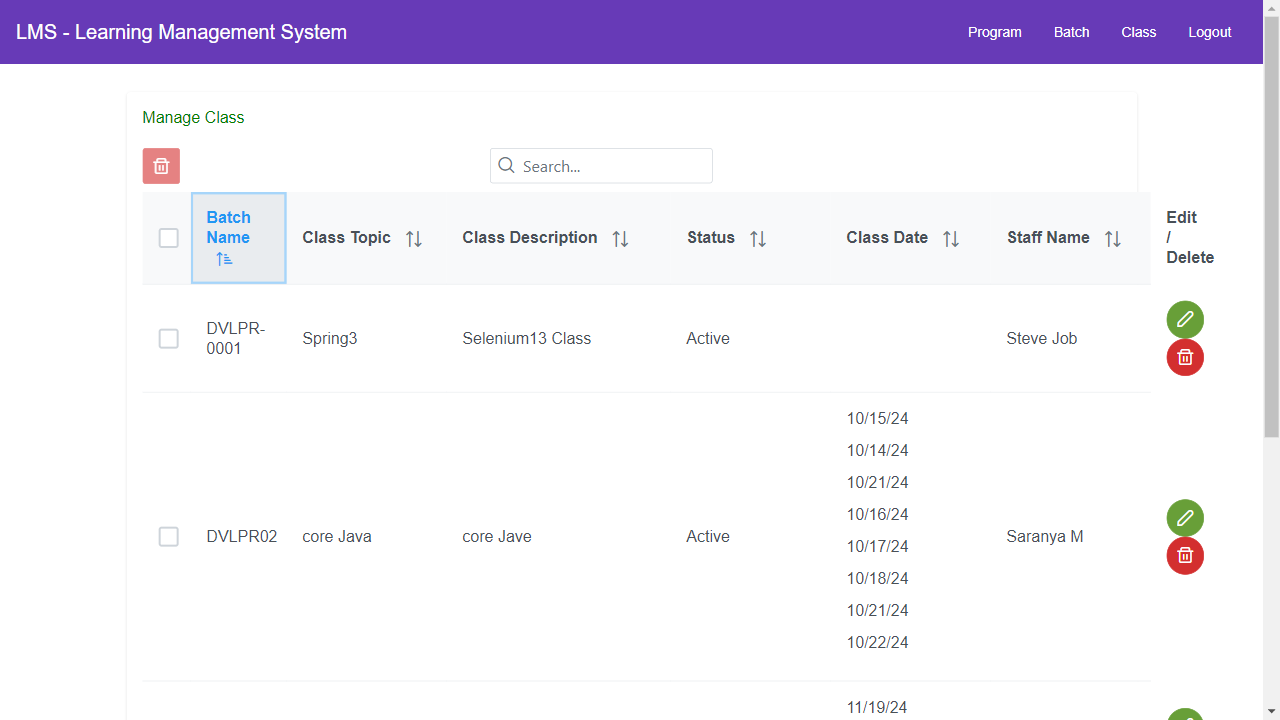 LMS - Learning Management System
Program Batch Class Logout
Manage Class
Search...
Batch Name
Class Topic
Class Description
Status
Class Date
Staff Name
Edit / Delete
DVLPR-0001
Spring3
Selenium13 Class
Active
Steve Job
DVLPR02
core Java
core Jave
Active
10/15/24
10/14/24
10/21/24
10/16/24
10/17/24
10/18/24
10/21/24
10/22/24
Saranya M
11/19/24